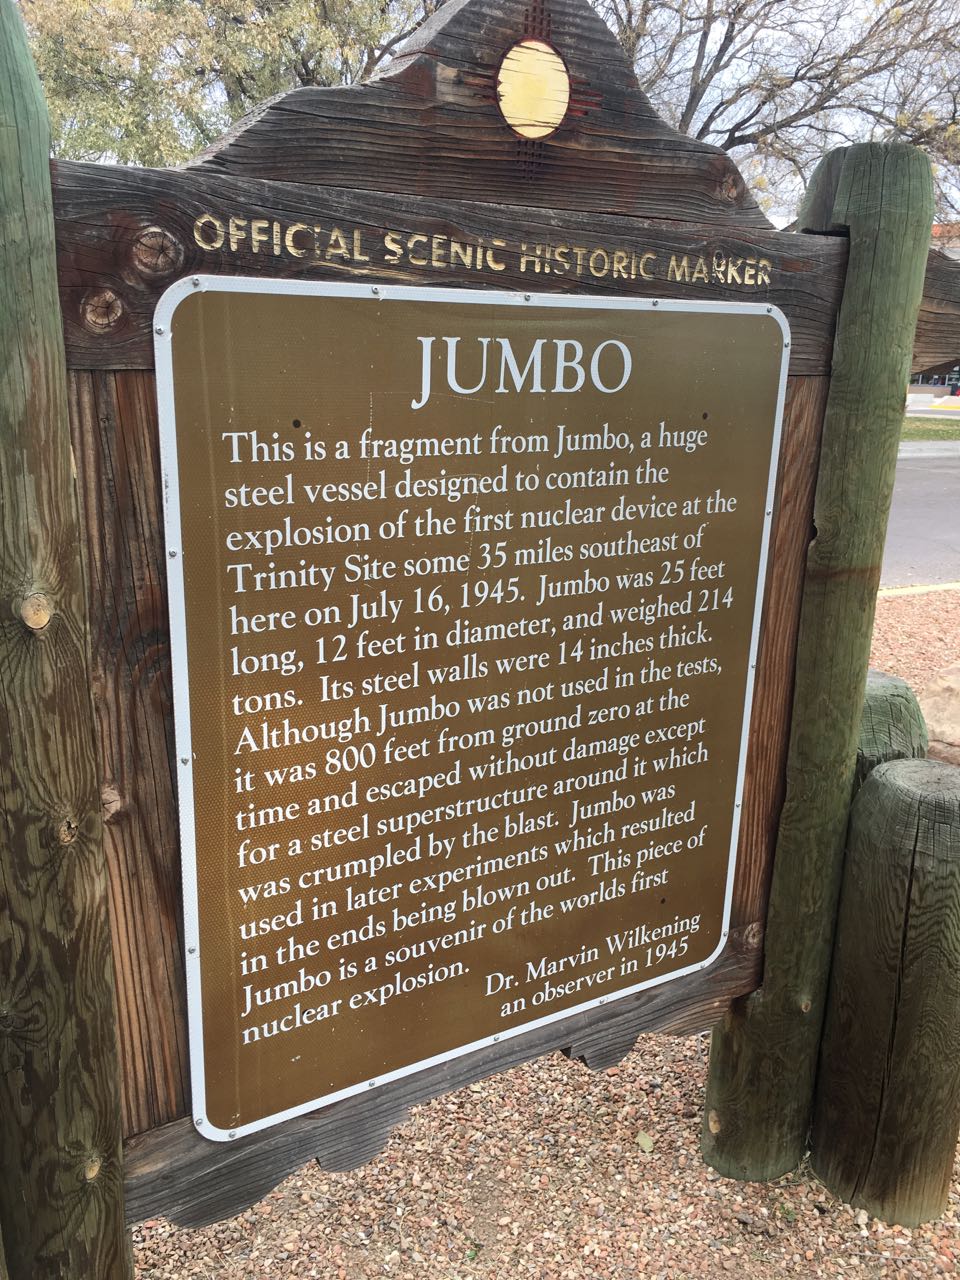 OFFICIAL SCENIC HISTORIC MARKER
JUMBO
This is a fragment from Jumbo, a huge
steel vessel designed to contain the
explosion of the first nuclear device at the
Trinity Site some 35 miles southeast of
here on July 16, 1945. Jumbo was 25 feet
long, 12 feet in diameter, and weighed 214
tons. Its steel walls were 14 inches thick.
Although Jumbo was not used in the tests,
it was 800 feet from ground zero at the
time and escaped without damage except
for a steel superstructure around it which
was crumpled by the blast. Jumbo was
used in later experiments which resulted
in the ends being blown out. This piece of
Jumbo is a souvenir of the worlds first
nuclear explosion.
Dr. Marvin Wilkening
an observer in 1945